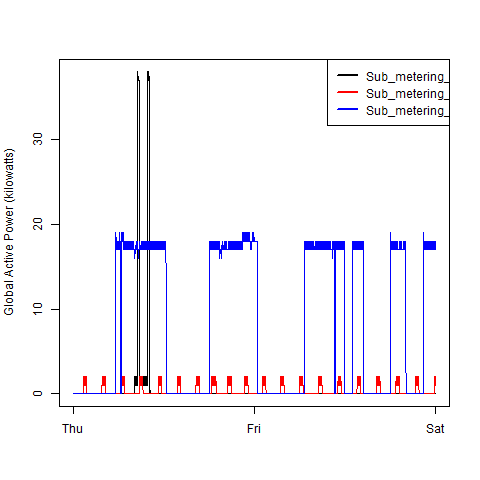 Sub_metering_
Sub_metering_
Sub_metering_
Global Active Power (kilowatts)
30
20
10
0
Thu Fri Sat